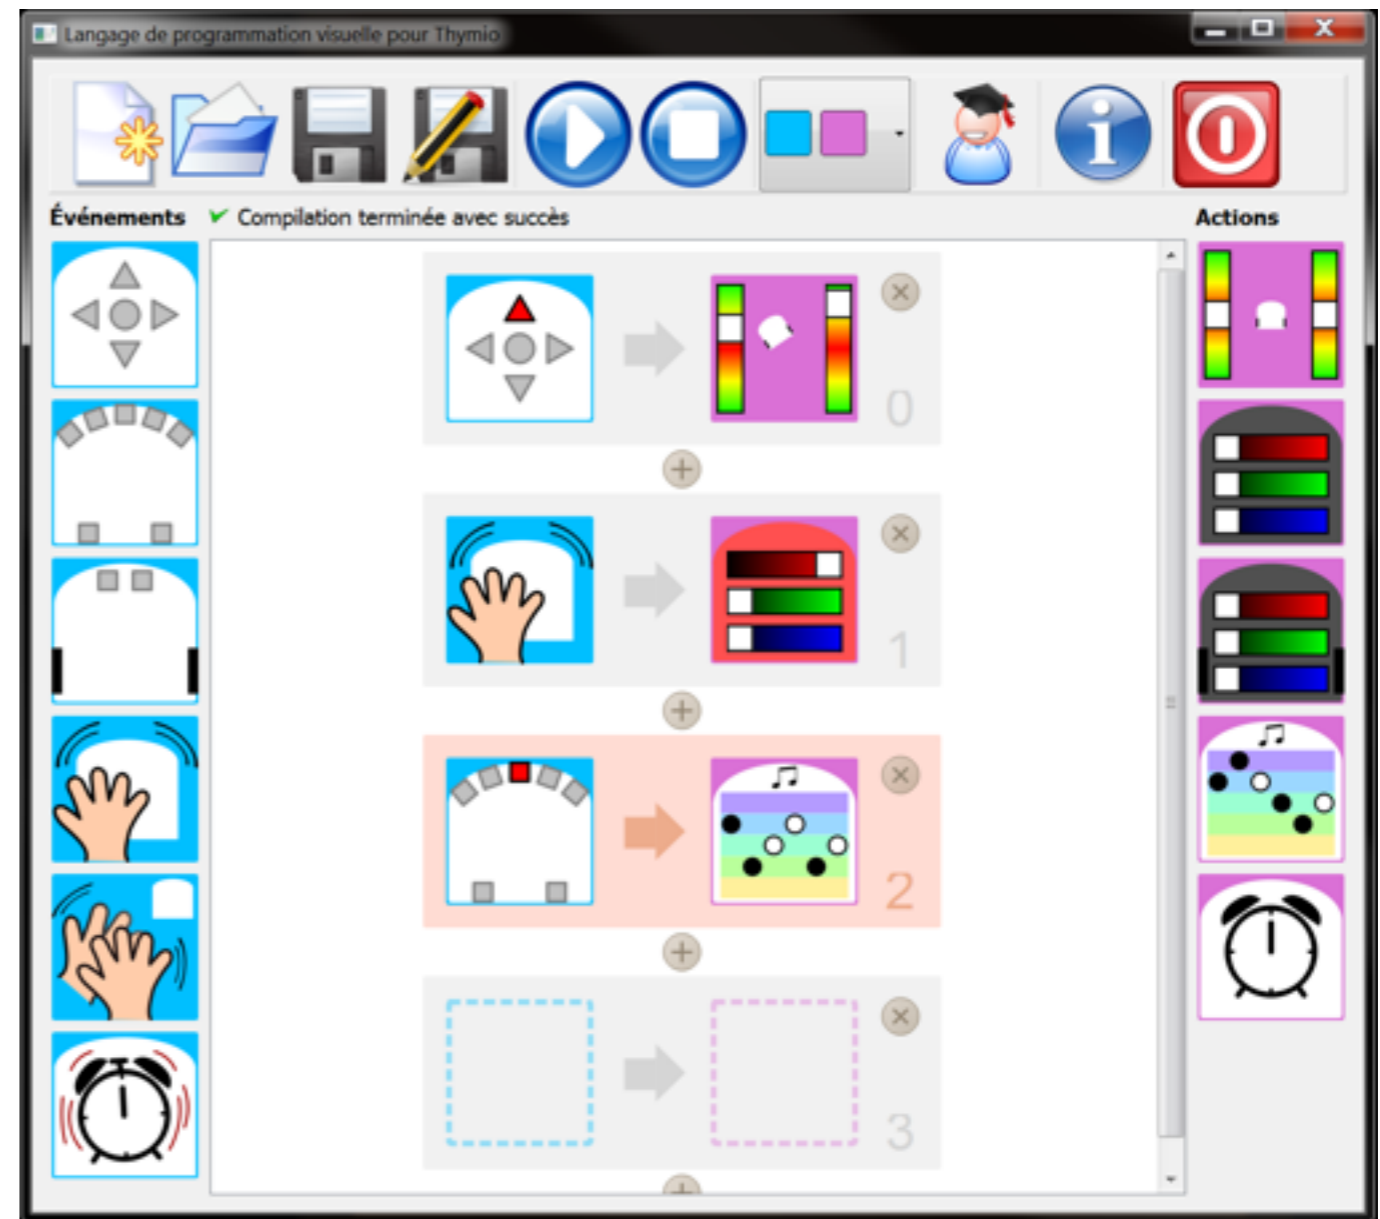 Langage de programmation visuelle pour Thymio
Événements
Compilation terminée avec succès
Actions
0
1
2
3